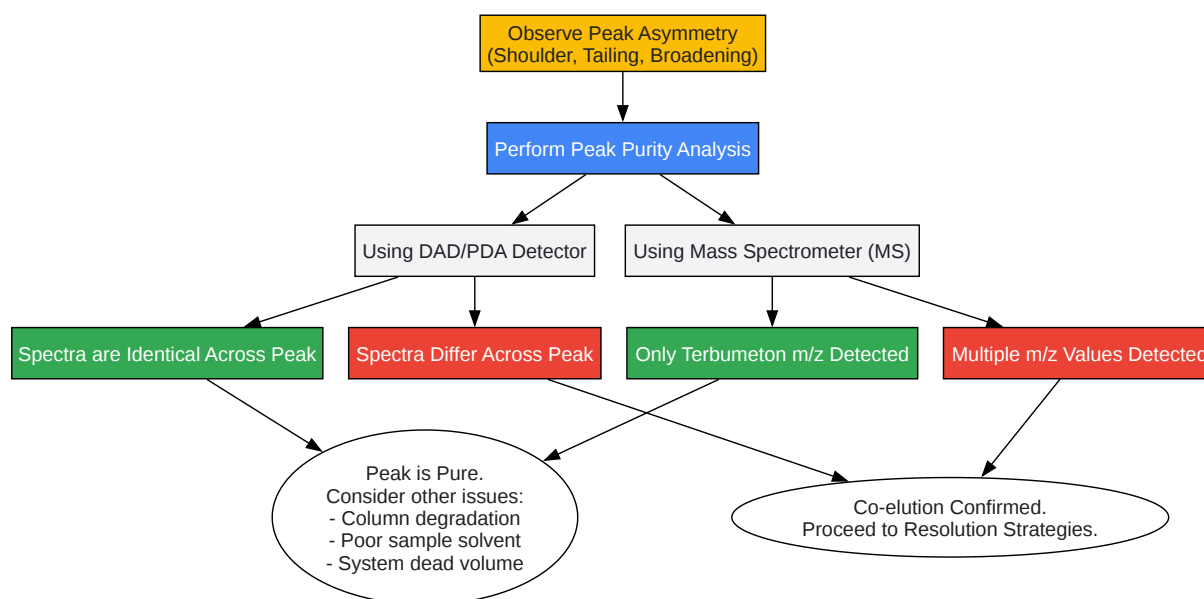 Observe Peak Asymmetry
(Shoulder, Tailing, Broadening)
Perform Peak Purity Analysis
Using DAD/PDA Detector
Using Mass Spectrometer (MS)
Spectra are Identical Across Peak
Spectra Differ Across Peak
Only Terbumeton m/z Detected
Multiple m/z Values Detected
Peak is Pure.
Consider other issues:
- Column degradation
- Poor sample solvent
- System dead volume
Co-elution Confirmed.
Proceed to Resolution Strategies.